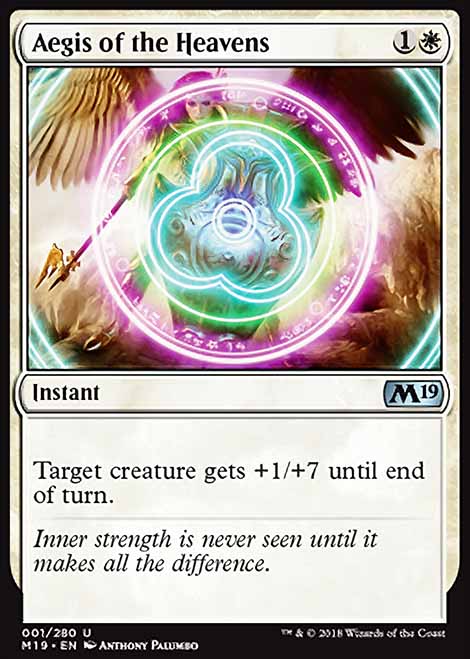 Aegis of the Heavens 1
Instant M19
Target creature gets +1/+7 until end
of turn.
Inner strength is never seen until it
makes all the difference.
001/280 U
M19 • EN Anthony Palumbo ™ & © 2018 Wizards of the Coast